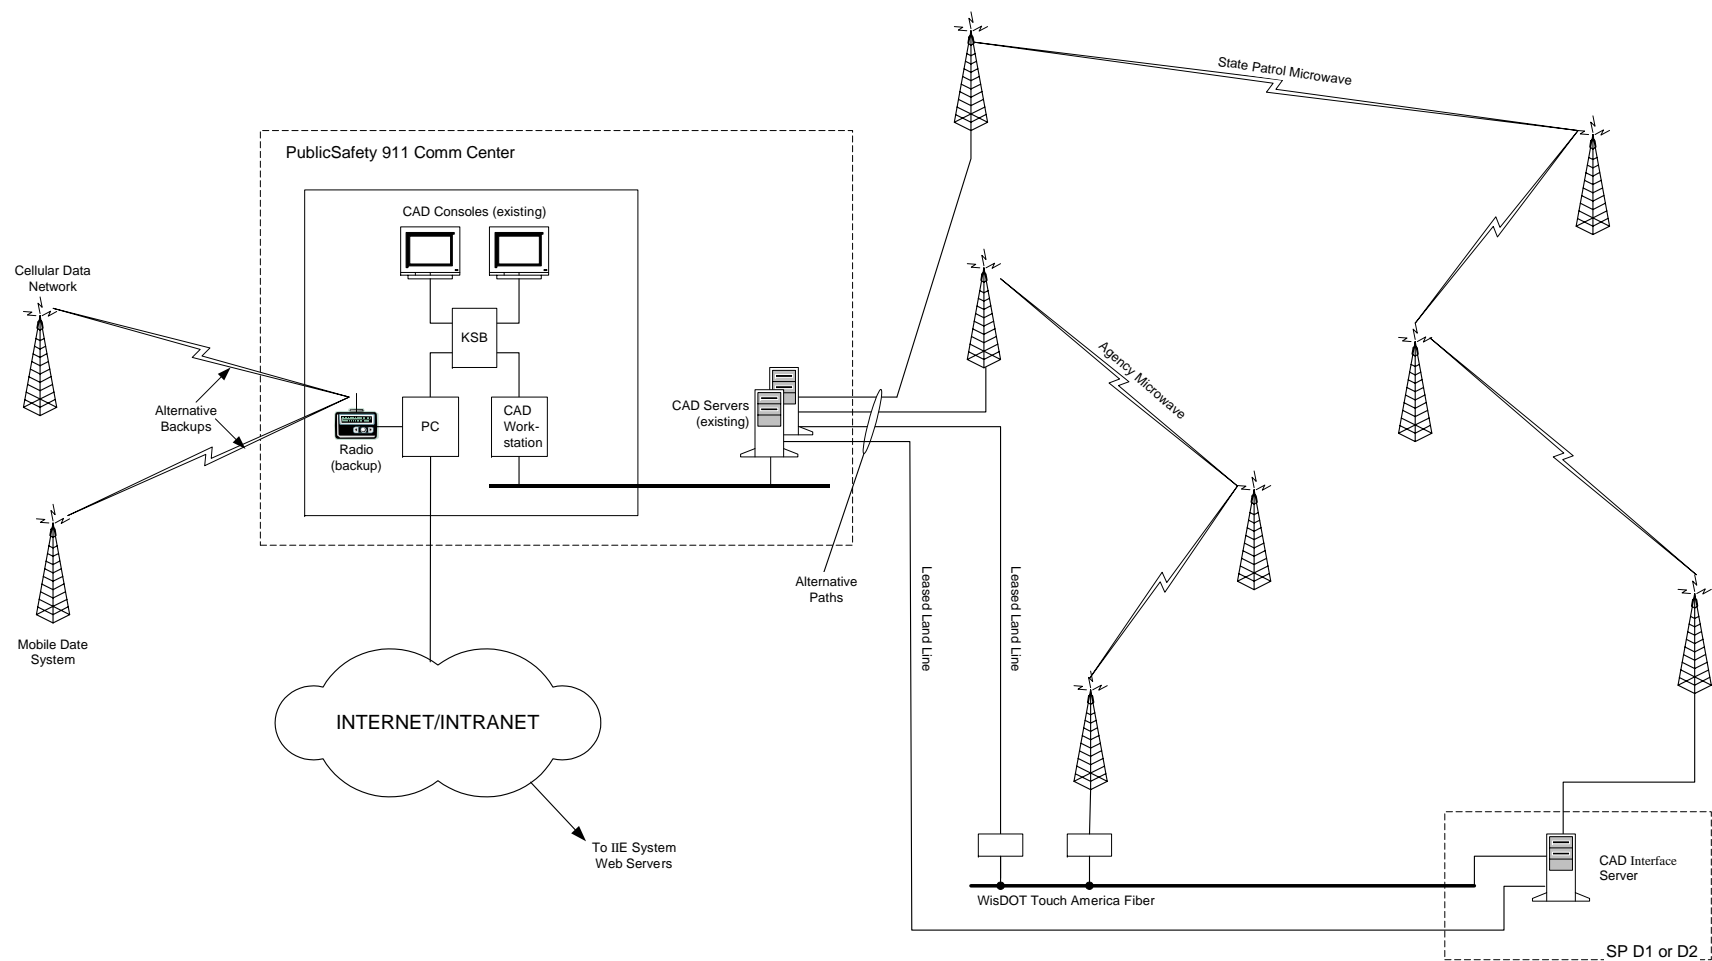 State Patrol Microwave
PublicSafety 911 Comm Center
CAD Consoles (existing)
Cellular Data
Network
KSB
Agency Microwave
Alternative
Backups
CAD Servers
(existing)
PC
CAD
Work-
station
Radio
(backup)
Alternative
Paths
Leased Land Line
Leased Land Line
Mobile Date
System
INTERNET/INTRANET
To IIE System
Web Servers
CAD Interface
Server
WisDOT Touch America Fiber
SP D1 or D2